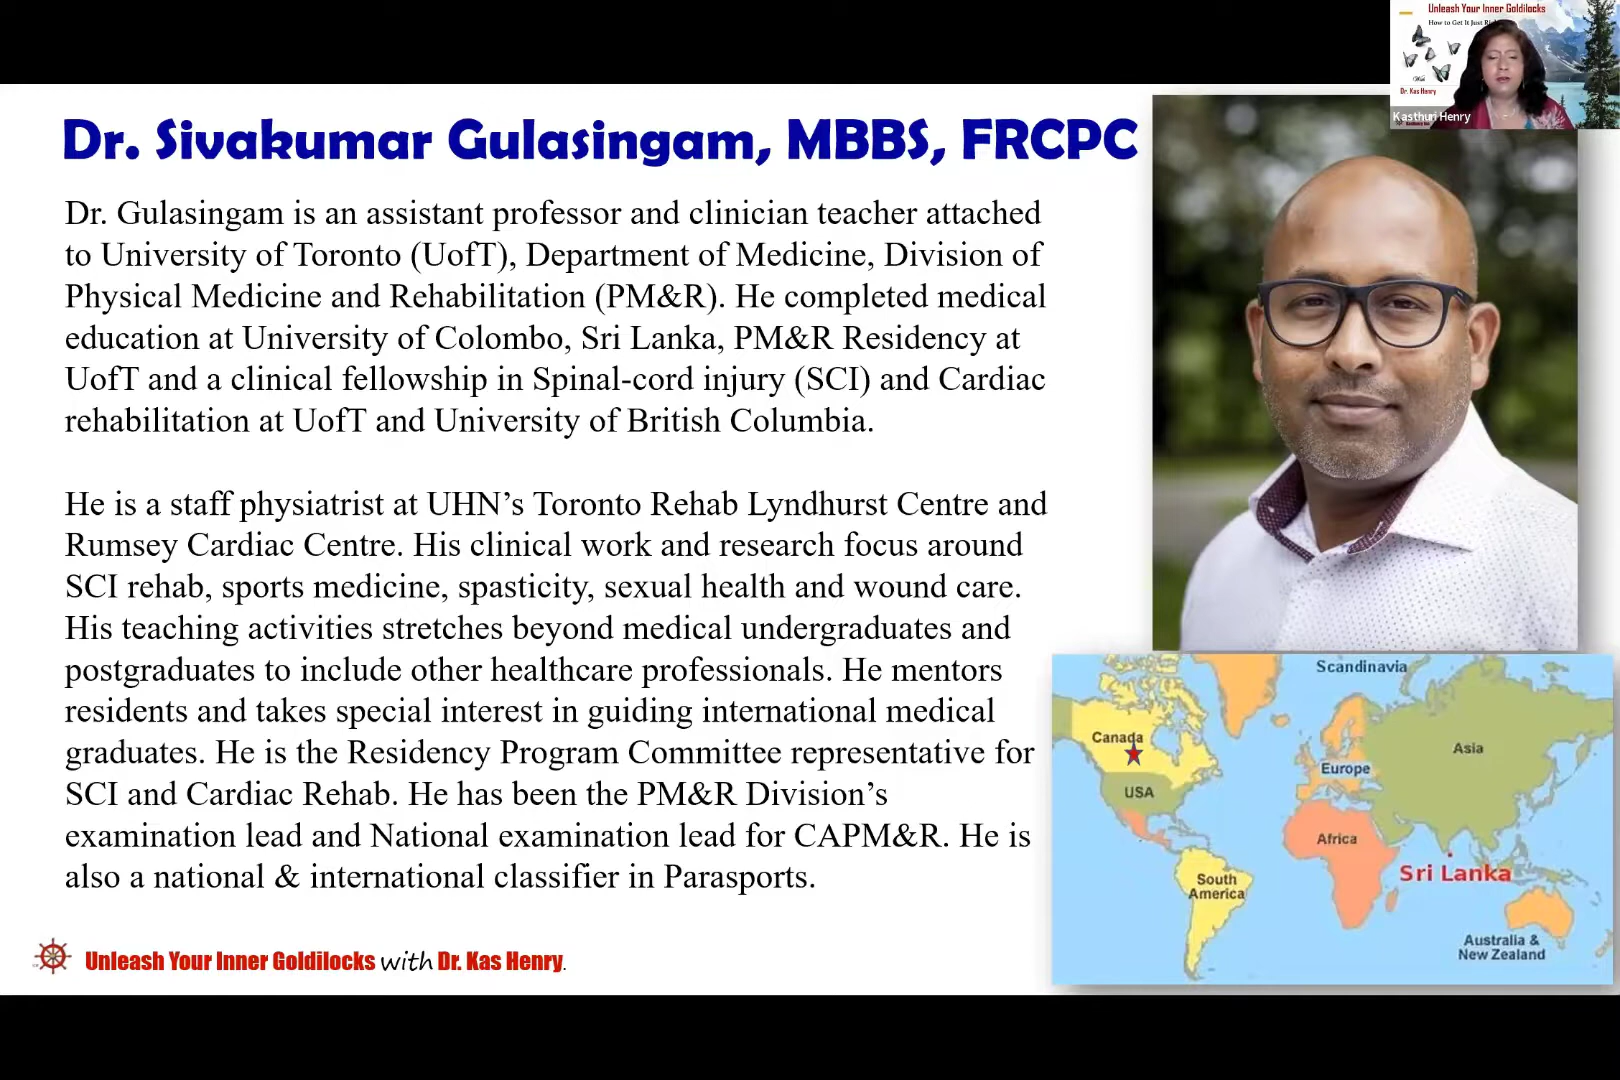 Unleash Your Inner Goldilocks
How to Get It Just
With
Dr. Kas Henry
Kasthuri Henry
Dr. Sivakumar Gulasingam, MBBS, FRCPC
Dr. Gulasingam is an assistant professor and clinician teacher attached
to University of Toronto (UofT), Department of Medicine, Division of
Physical Medicine and Rehabilitation (PM&R). He completed medical
education at University of Colombo, Sri Lanka, PM&R Residency at
UofT and a clinical fellowship in Spinal-cord injury (SCI) and Cardiac
rehabilitation at UofT and University of British Columbia.
He is a staff physiatrist at UHN’s Toronto Rehab Lyndhurst Centre and
Rumsey Cardiac Centre. His clinical work and research focus around
SCI rehab, sports medicine, spasticity, sexual health and wound care.
His teaching activities stretches beyond medical undergraduates and
postgraduates to include other healthcare professionals. He mentors
residents and takes special interest in guiding international medical
graduates. He is the Residency Program Committee representative for
SCI and Cardiac Rehab. He has been the PM&R Division’s
examination lead and National examination lead for CAPM&R. He is
also a national & international classifier in Parasports.
Scandinavia
Canada
Asia
Europe
USA
Africa
Sri Lanka
South
America
Australia &
New Zealand
Unleash Your Inner Goldilocks with Dr. Kas Henry.